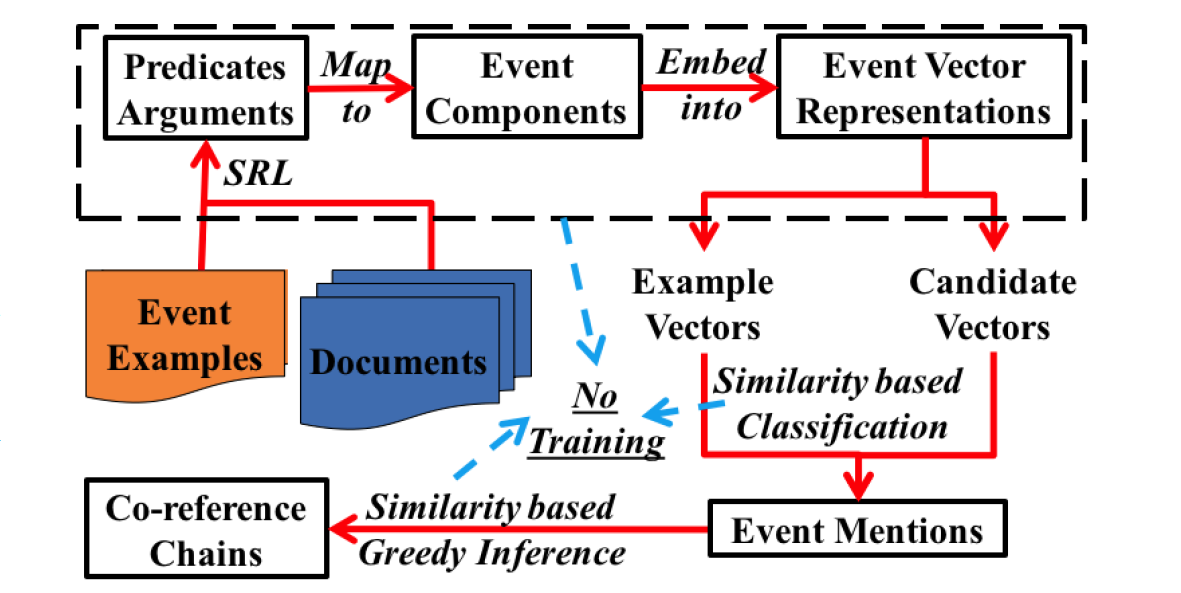 Predicates
Arguments
Map
to
Event
Components
Embed
into
Event Vector
Representations
SRL
Event
Examples
Documents
Example
Vectors
Candidate
Vectors
No
Training
Similarity based
Classification
Co-reference
Chains
Similarity based
Greedy Inference
Event Mentions